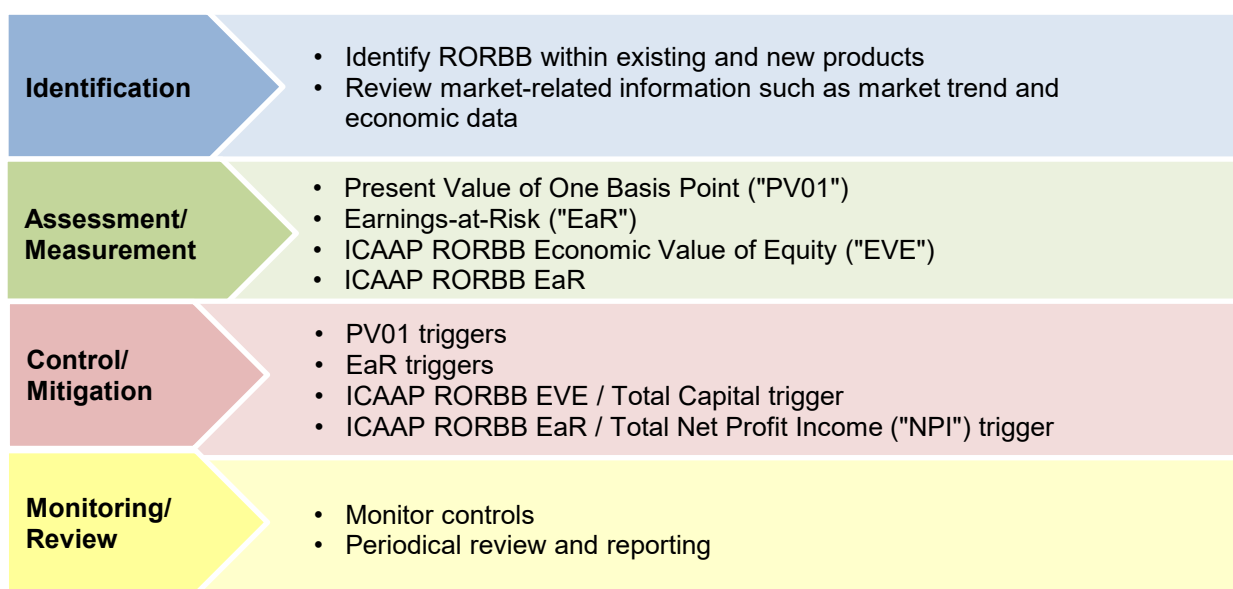 Identification
• Identify RORBB within existing and new products
• Review market-related information such as market trend and
economic data
Assessment/
Measurement
• Present Value of One Basis Point ("PV01")
• Earnings-at-Risk ("EaR")
• ICAAP RORBB Economic Value of Equity ("EVE")
• ICAAP RORBB EaR
Control/
Mitigation
• PV01 triggers
• EaR triggers
• ICAAP RORBB EVE / Total Capital trigger
• ICAAP RORBB EaR / Total Net Profit Income ("NPI") trigger
Monitoring/
Review
• Monitor controls
• Periodical review and reporting